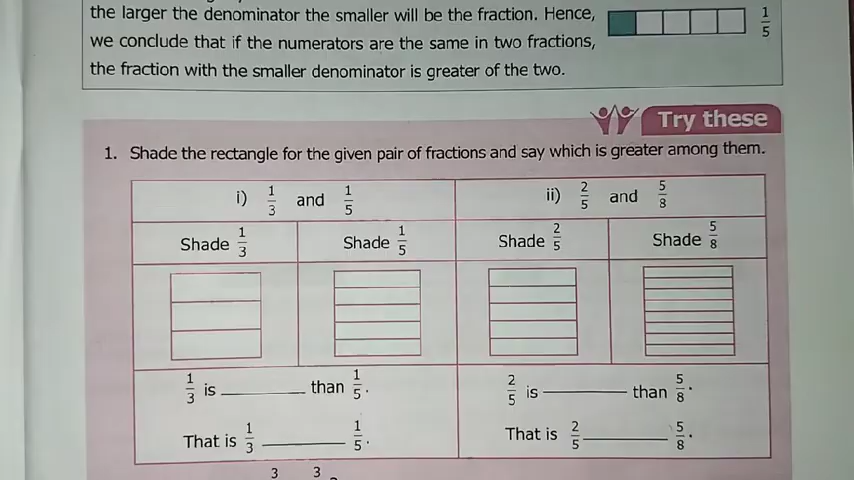 the larger the denominator the smaller will be the fraction. Hence,
we conclude that if the numerators are the same in two fractions,
the fraction with the smaller denominator is greater of the two.
1/5
Try these
1. Shade the rectangle for the given pair of fractions and say which is greater among them.
i) 1/3 and 1/5
ii) 2/5 and 5/8
Shade 1/3
Shade 1/5
Shade 2/5
Shade 5/8
1/3 is ________ than 1/5.
2/5 is ________ than 5/8.
That is 1/3 ________ 1/5.
That is 2/5 ________ 5/8.
3 3